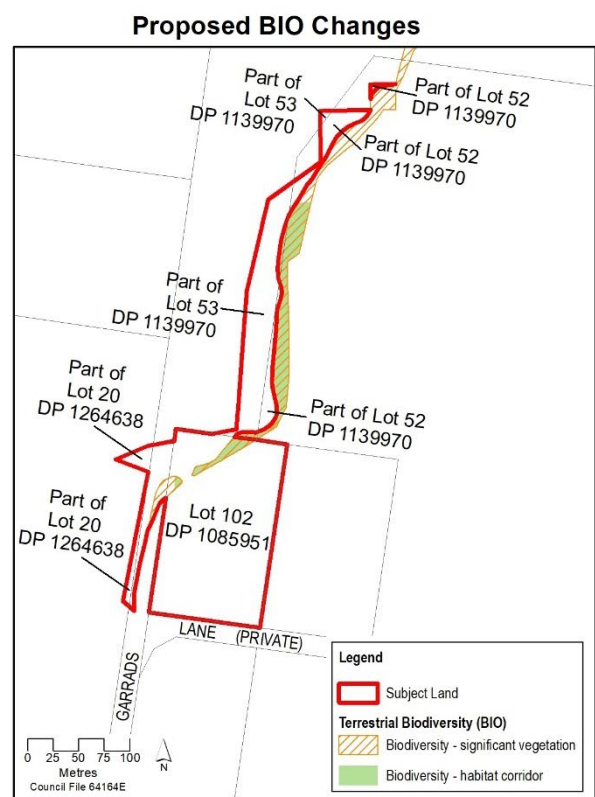 Proposed BIO Changes
Part of
Lot 53
DP 1139970
Part of Lot 52
DP 1139970
Part of Lot 52
DP 1139970
Part of
Lot 53
DP 1139970
Part of
Lot 20
DP 1264638
Part of Lot 52
DP 1139970
Part of
Lot 20
DP 1264638
Lot 102
DP 1085951
LANE (PRIVATE)
GARRADS
Legend
Subject Land
Terrestrial Biodiversity (BIO)
Biodiversity - significant vegetation
Biodiversity - habitat corridor
0 25 50 75 100
Metres
N
Council File 64164E